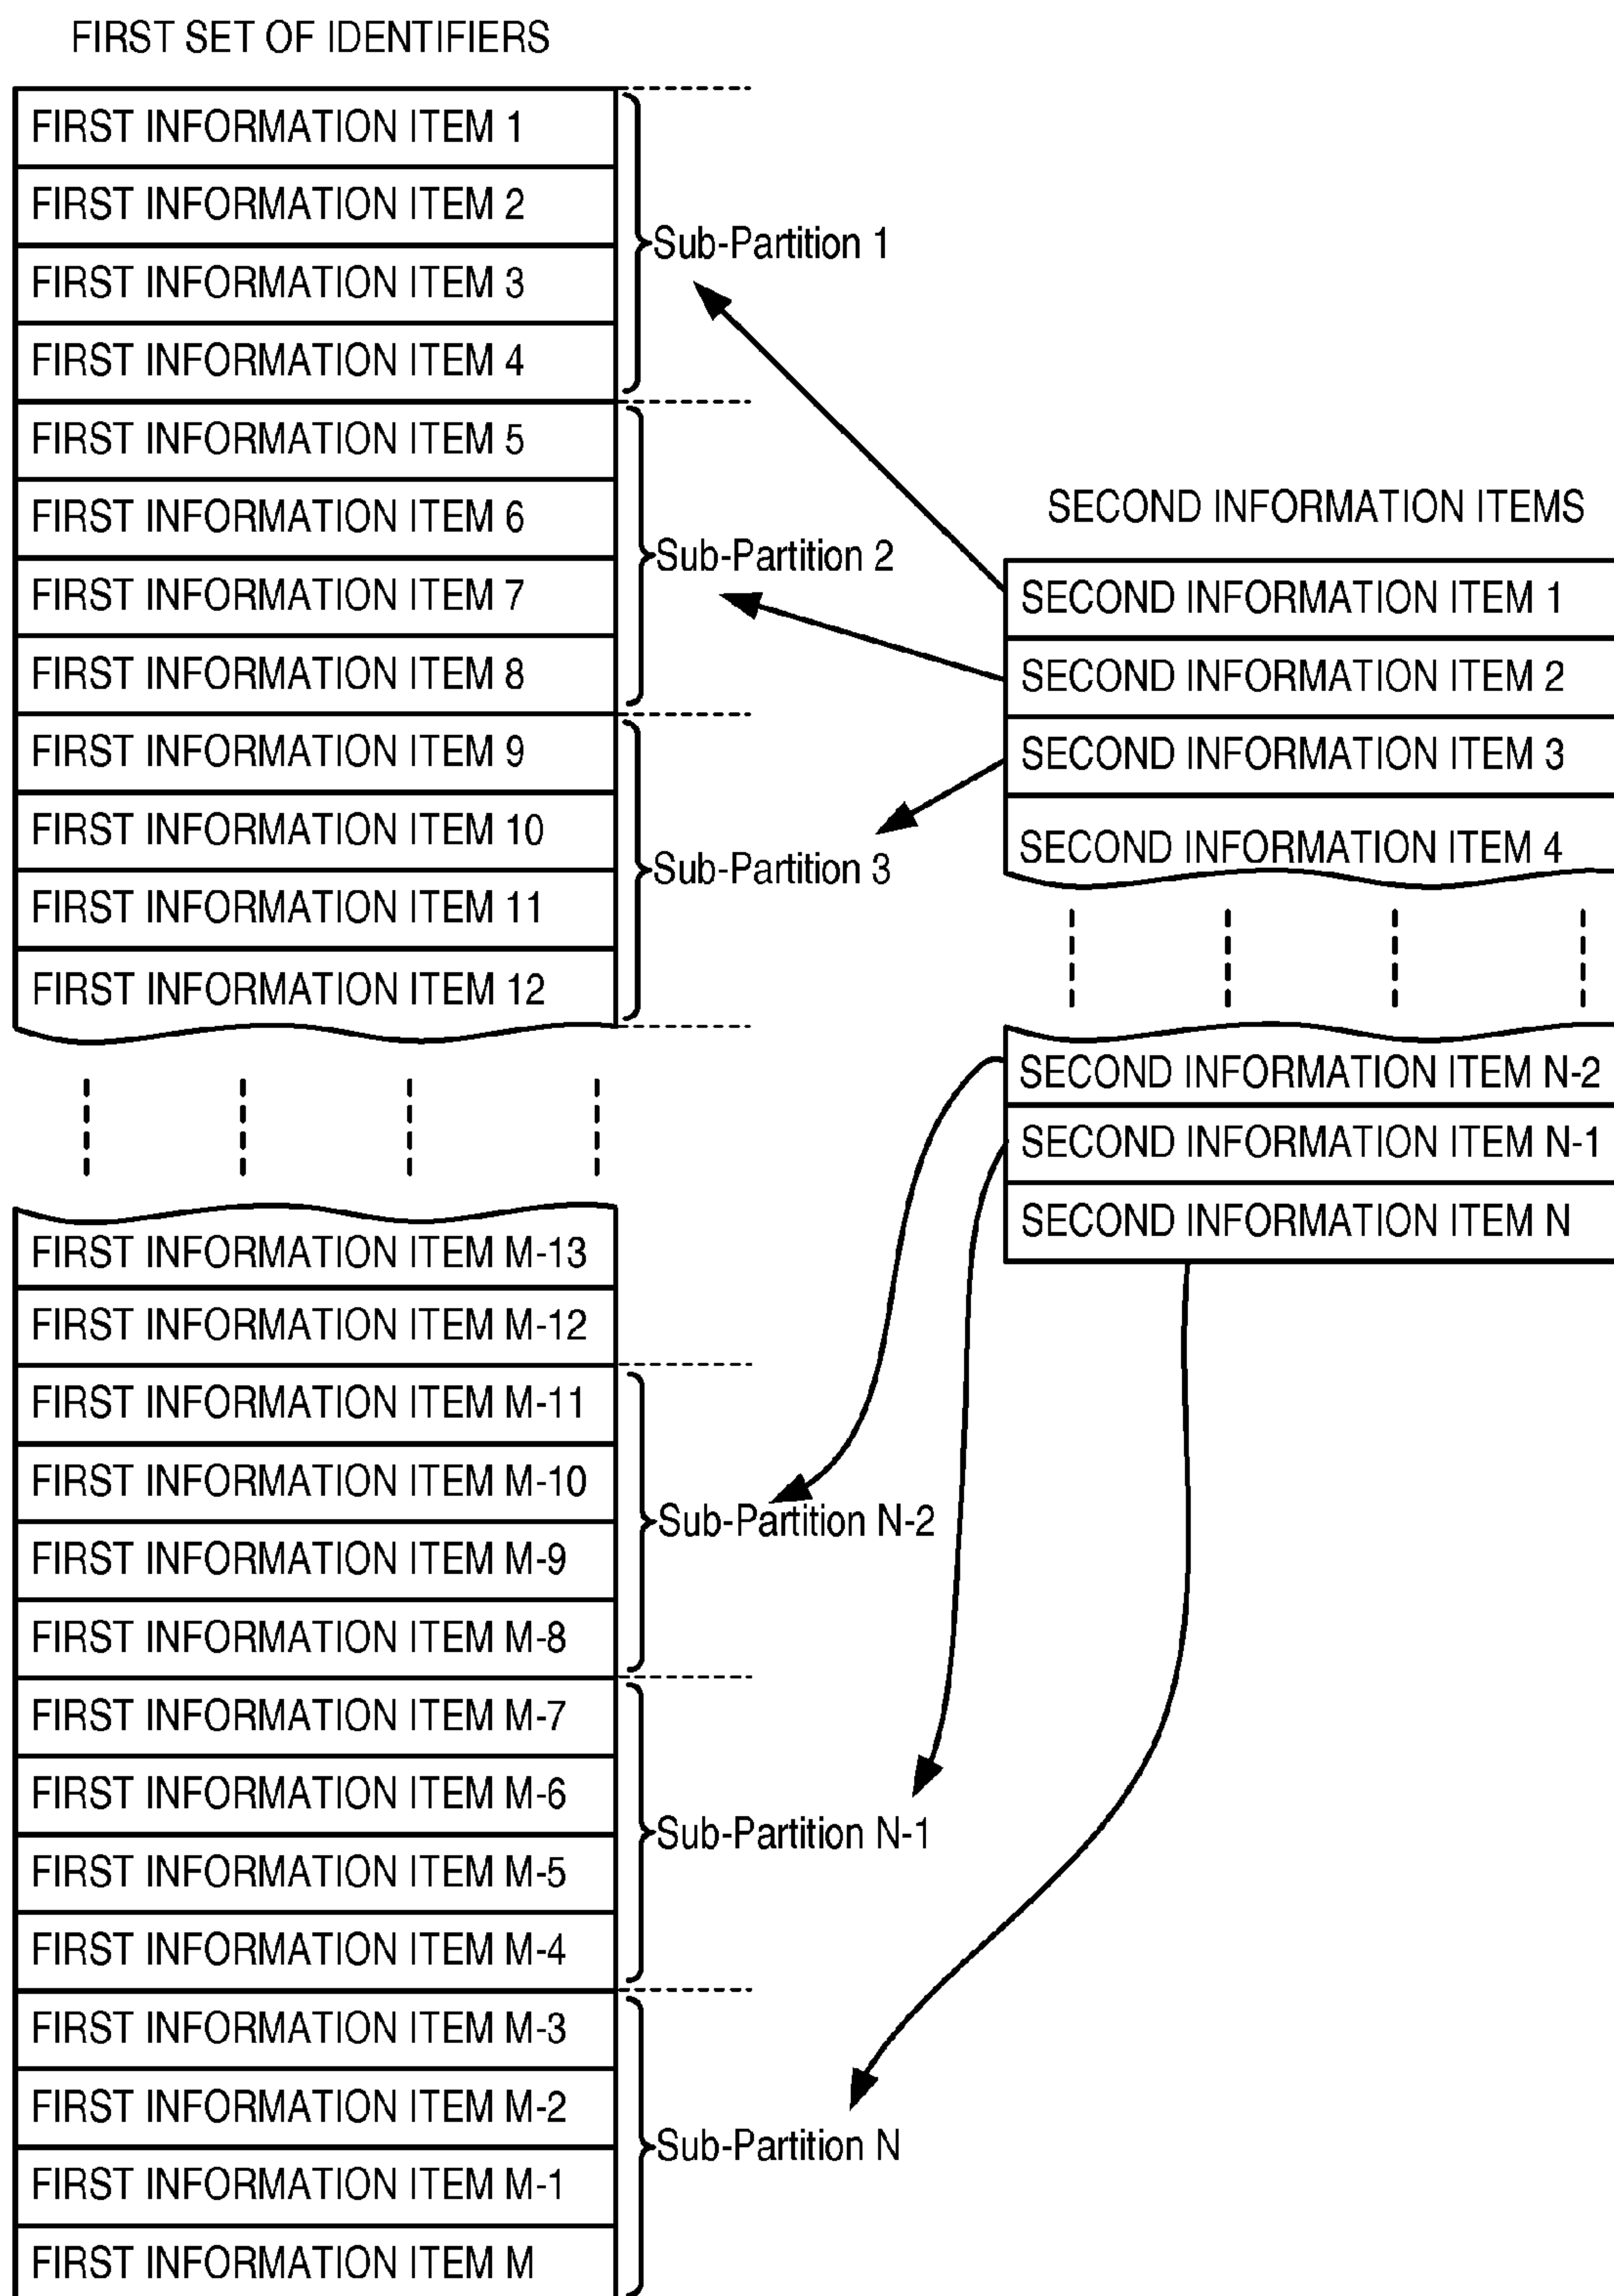 FIRST SET OF IDENTIFIERS
FIRST INFORMATION ITEM 1
FIRST INFORMATION ITEM 2
FIRST INFORMATION ITEM 3
FIRST INFORMATION ITEM 4
FIRST INFORMATION ITEM 5
FIRST INFORMATION ITEM 6
FIRST INFORMATION ITEM 7
FIRST INFORMATION ITEM 8
FIRST INFORMATION ITEM 9
FIRST INFORMATION ITEM 10
FIRST INFORMATION ITEM 11
FIRST INFORMATION ITEM 12
FIRST INFORMATION ITEM M-13
FIRST INFORMATION ITEM M-12
FIRST INFORMATION ITEM M-11
FIRST INFORMATION ITEM M-10
FIRST INFORMATION ITEM M-9
FIRST INFORMATION ITEM M-8
FIRST INFORMATION ITEM M-7
FIRST INFORMATION ITEM M-6
FIRST INFORMATION ITEM M-5
FIRST INFORMATION ITEM M-4
FIRST INFORMATION ITEM M-3
FIRST INFORMATION ITEM M-2
FIRST INFORMATION ITEM M-1
FIRST INFORMATION ITEM M
Sub-Partition 1
Sub-Partition 2
Sub-Partition 3
Sub-Partition N-2
Sub-Partition N-1
Sub-Partition N
SECOND INFORMATION ITEMS
SECOND INFORMATION ITEM 1
SECOND INFORMATION ITEM 2
SECOND INFORMATION ITEM 3
SECOND INFORMATION ITEM 4
SECOND INFORMATION ITEM N-2
SECOND INFORMATION ITEM N-1
SECOND INFORMATION ITEM N